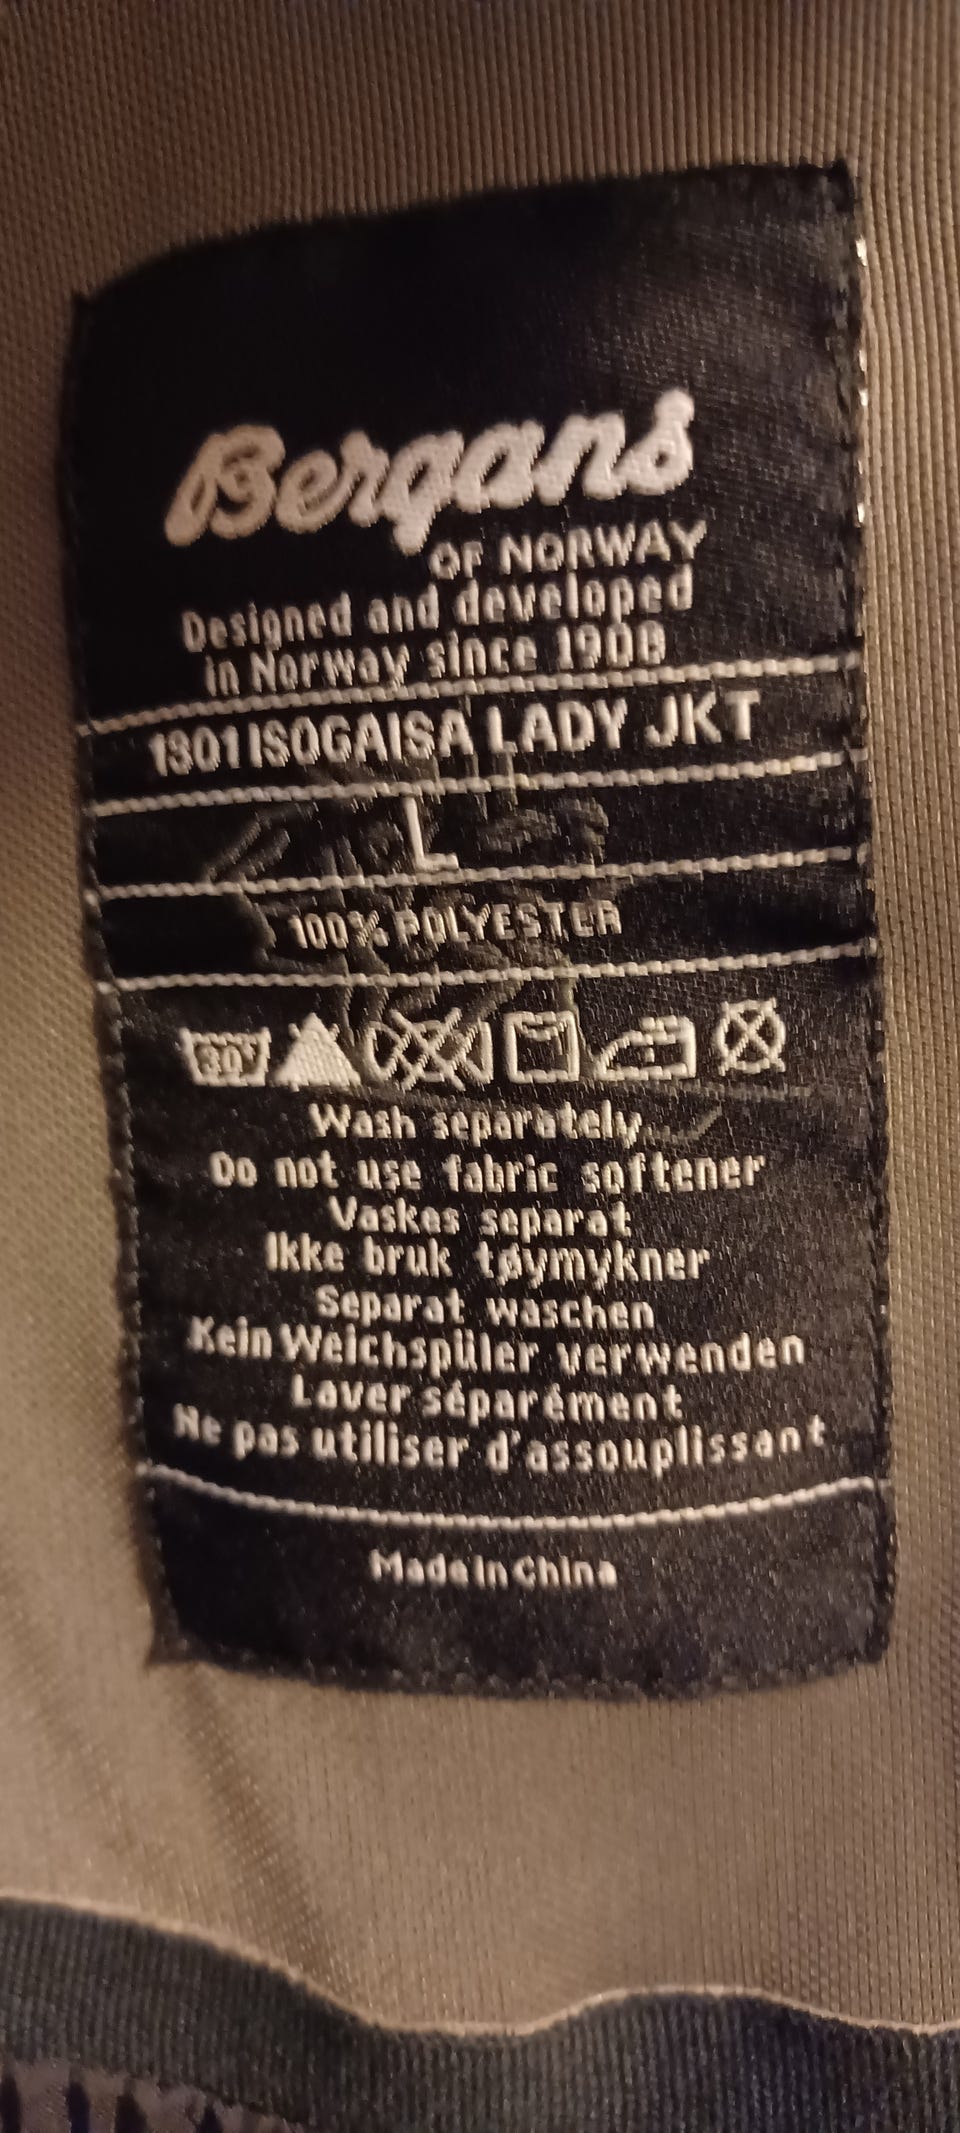 Bergans
OF NORWAY
Designed and developed
in Norway since 1908
1301 ISOGAISA LADY JKT
L
100% POLYESTER
30°
Wash separately
Do not use fabric softener
Vaskes separat
Ikke bruk tøymykner
Separat waschen
Kein Weichspüler verwenden
Laver séparément
Ne pas utiliser d'assouplissant
Made in China